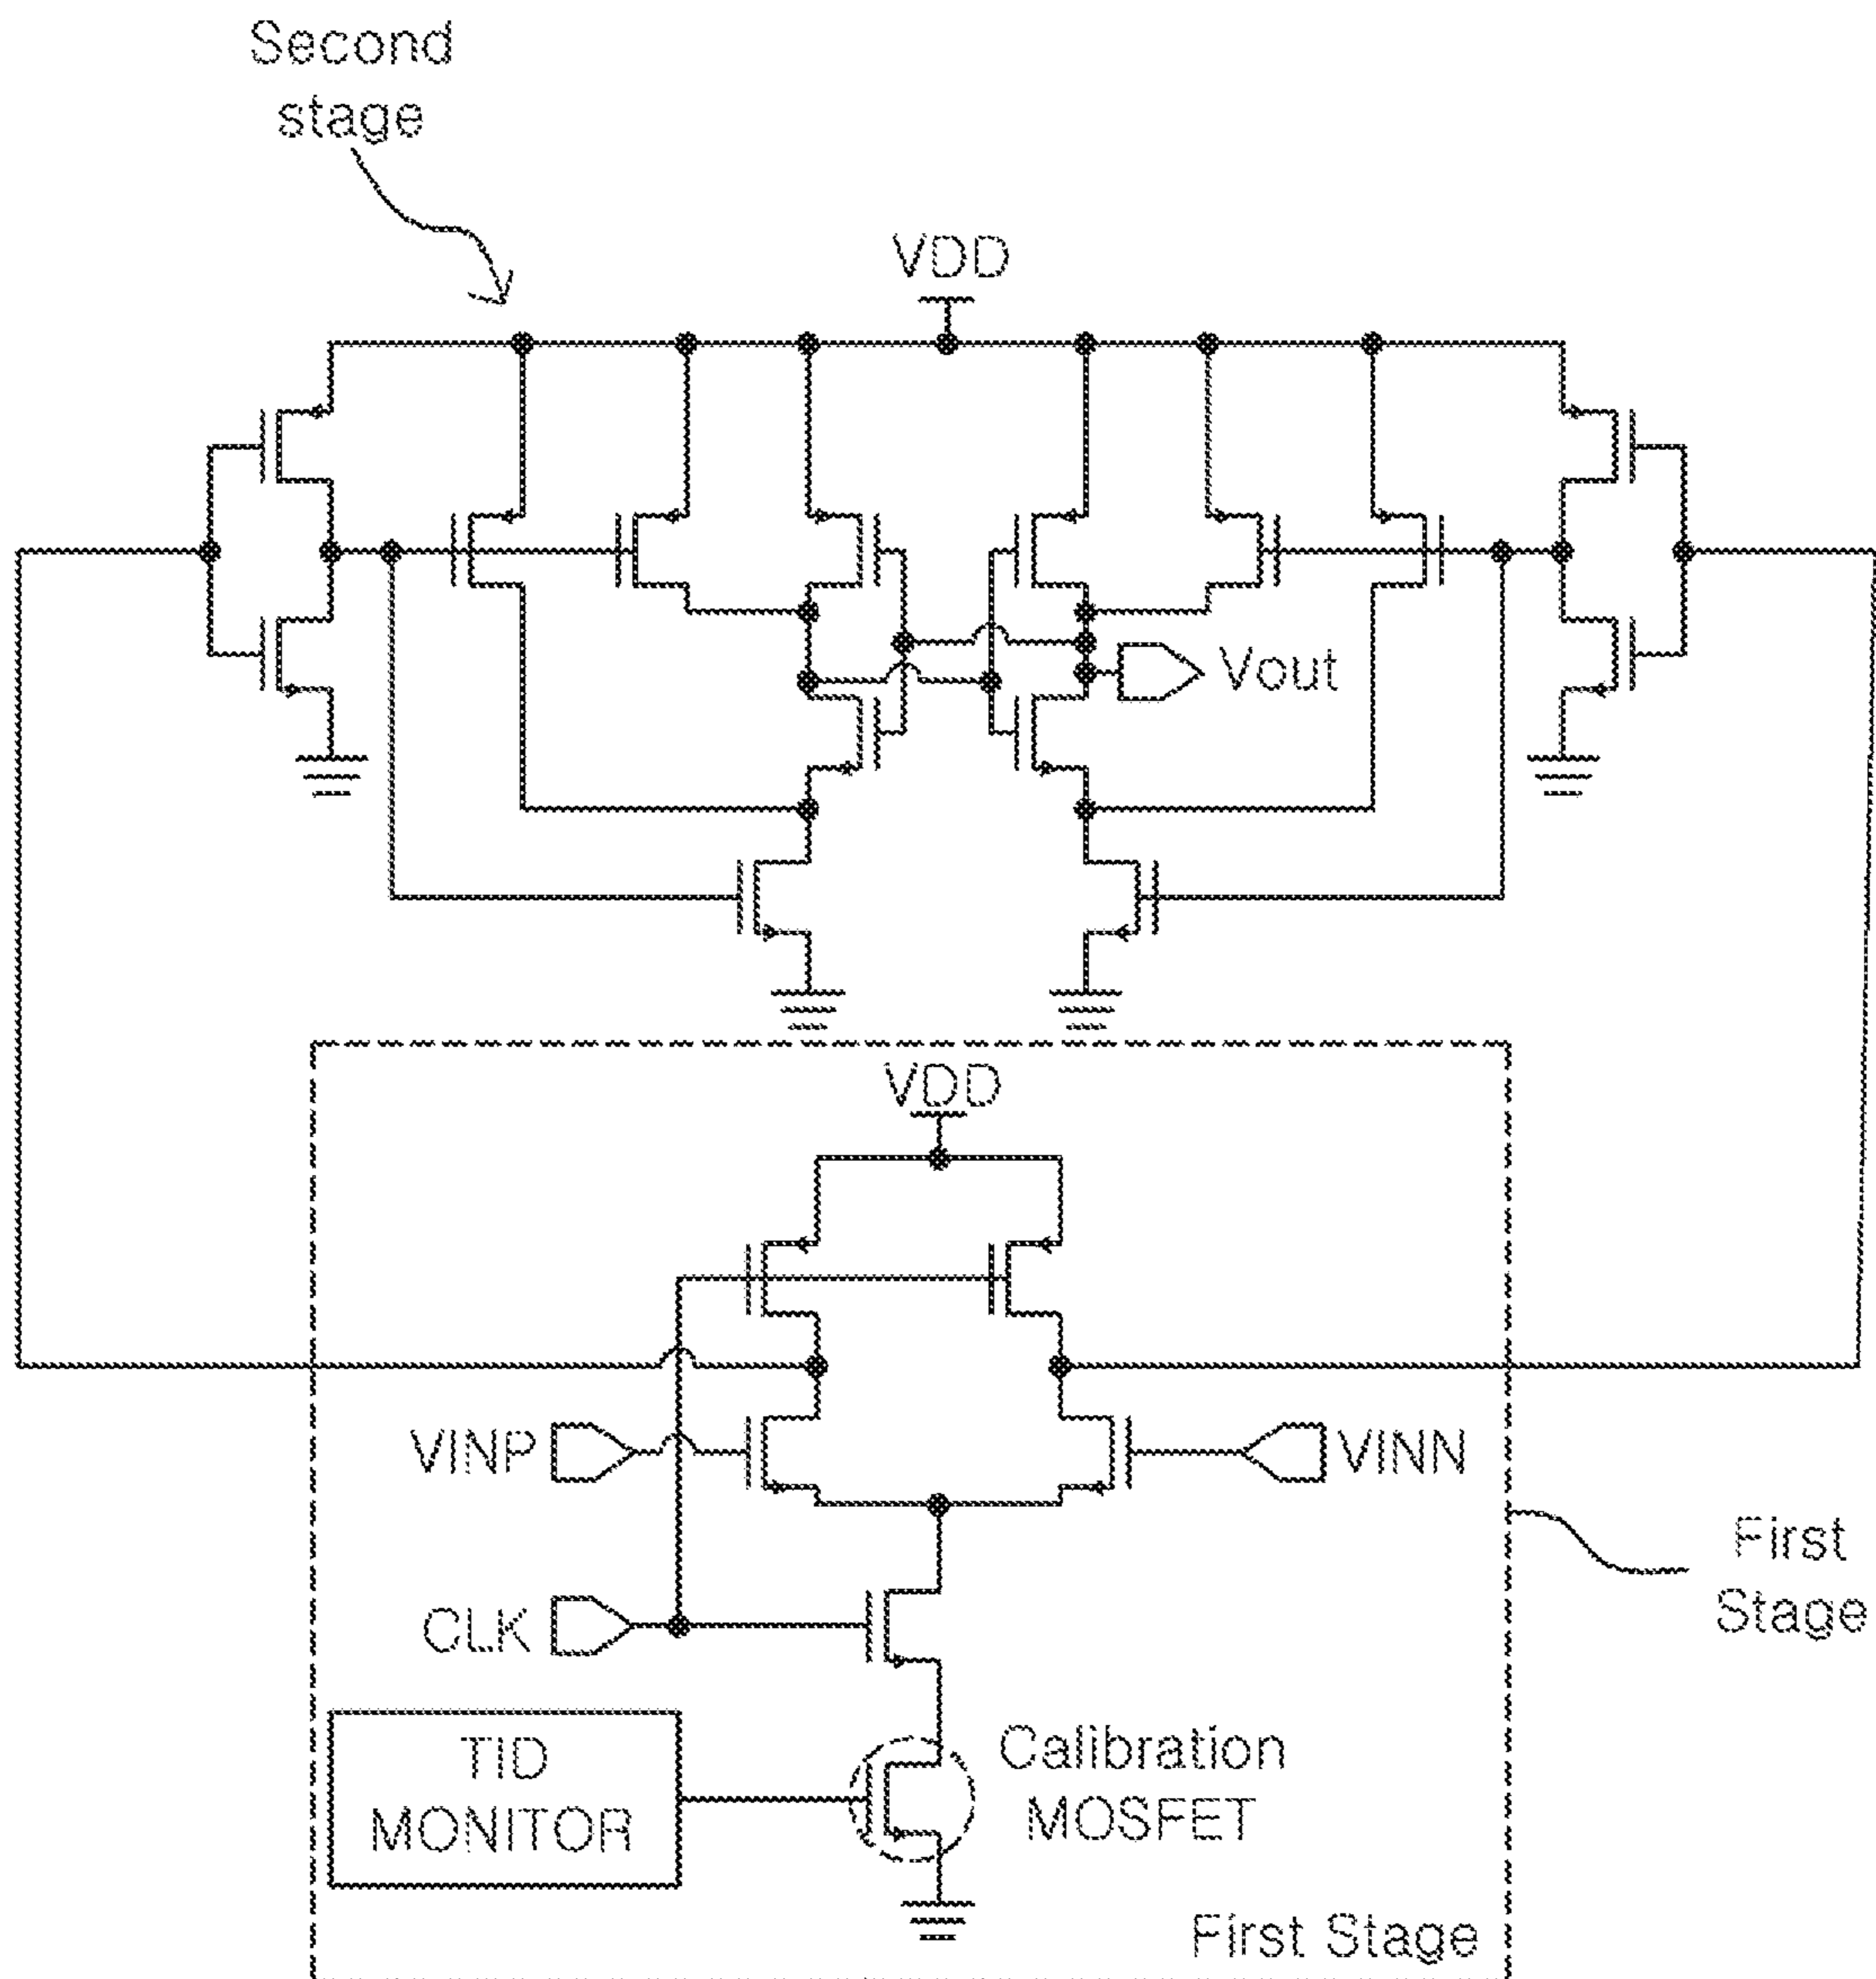 Second
stage
VDD
Vout
VDD
VINP
VINN
First
Stage
CLK
TID
MONITOR
Calibration
MOSFET
First Stage